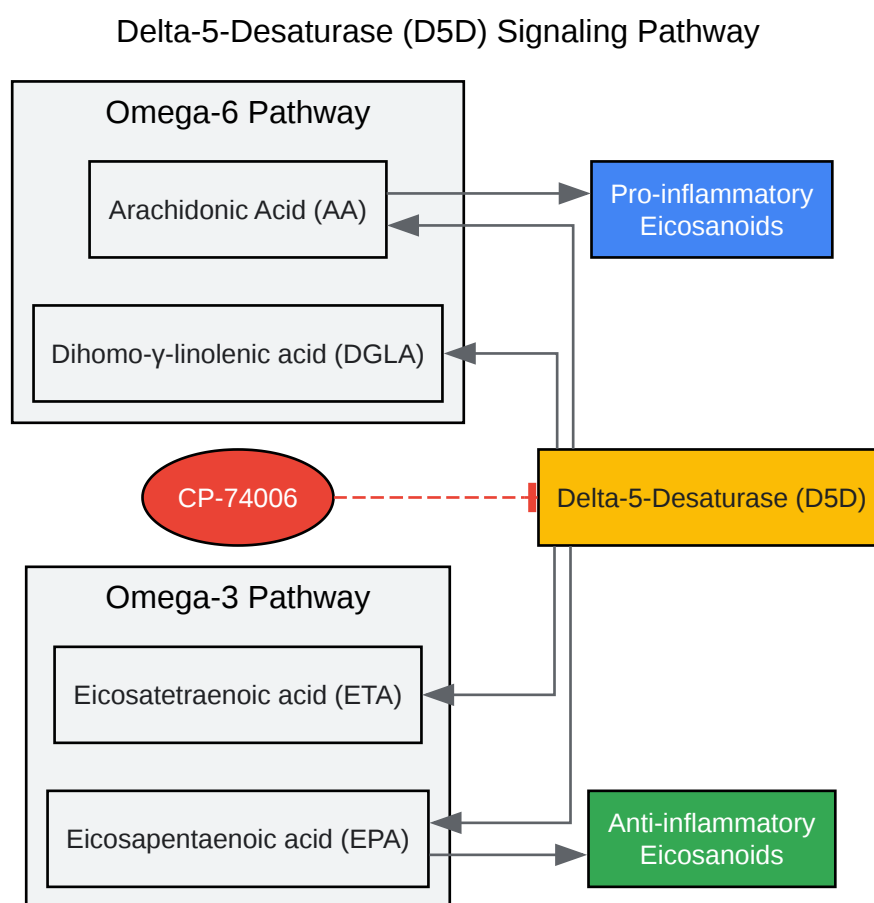 Delta-5-Desaturase (D5D) Signaling Pathway
Omega-6 Pathway
Arachidonic Acid (AA)
Pro-inflammatory
Eicosanoids
Dihomo-γ-linolenic acid (DGLA)
CP-74006
Delta-5-Desaturase (D5D)
Omega-3 Pathway
Eicosatetraenoic acid (ETA)
Eicosapentaenoic acid (EPA)
Anti-inflammatory
Eicosanoids